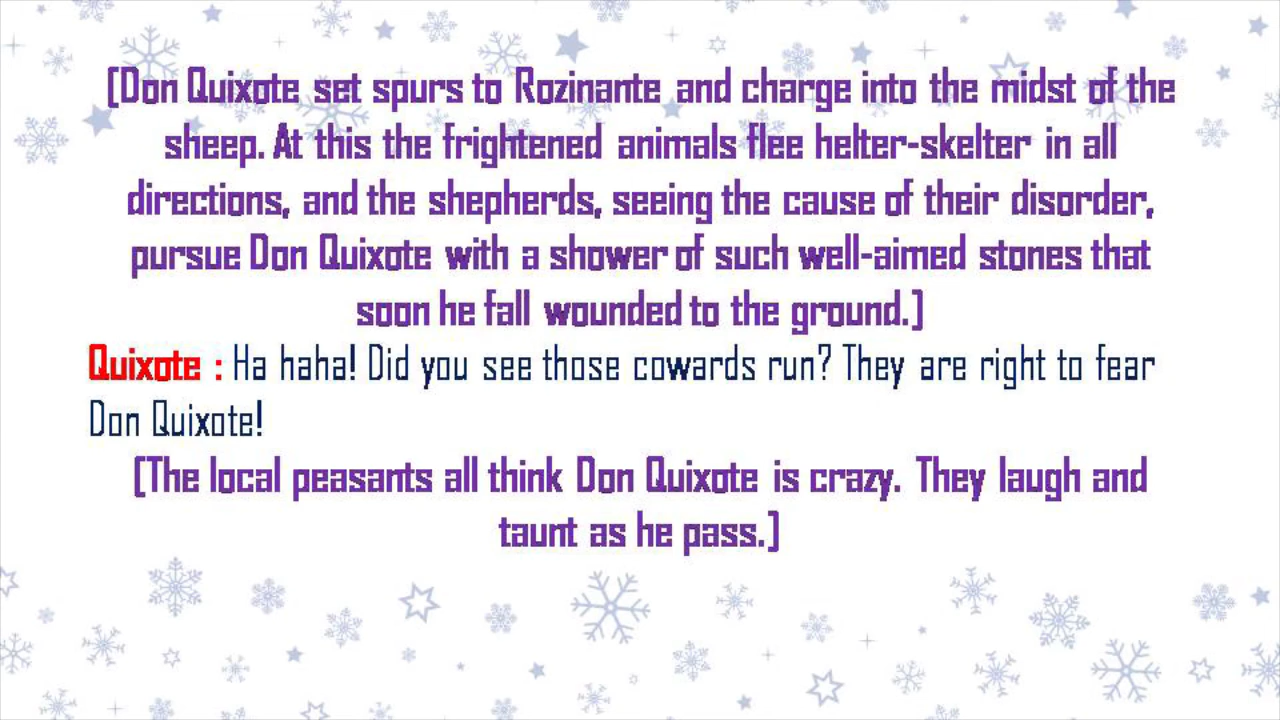 [Don Quixote set spurs to Rozinante and charge into the midst of the
sheep. At this the frightened animals flee helter-skelter in all
directions, and the shepherds, seeing the cause of their disorder,
pursue Don Quixote with a shower of such well-aimed stones that
soon he fall wounded to the ground.]
Quixote : Ha haha! Did you see those cowards run? They are right to fear
Don Quixote!
[The local peasants all think Don Quixote is crazy. They laugh and
taunt as he pass.]